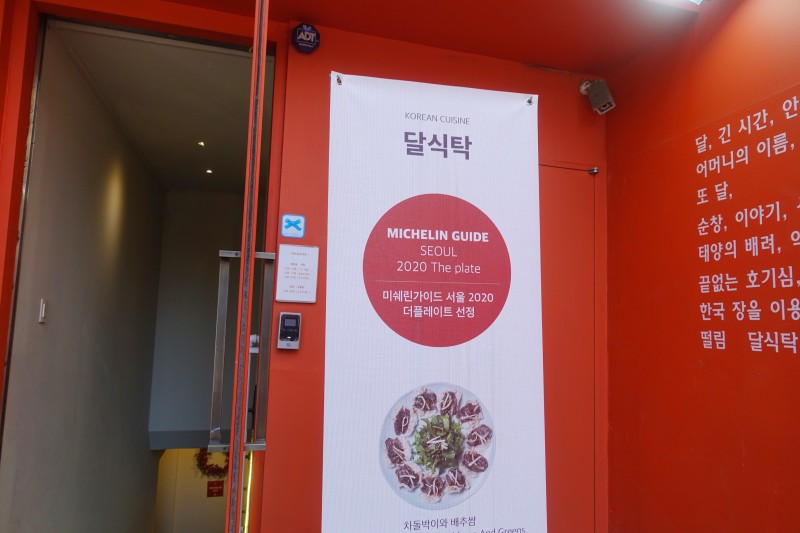 ADT
KOREAN CUISINE
달식탁
MICHELIN GUIDE
SEOUL
2020 The plate
미쉐린가이드 서울 2020
더플레이트 선정
차돌박이와 배추쌈
And Greens
달, 긴 시간, 안
어머니의 이름,
또 달,
순창, 이야기,
태양의 배려,
끝없는 호기심,
한국 장을 이용
떨림 달식탁